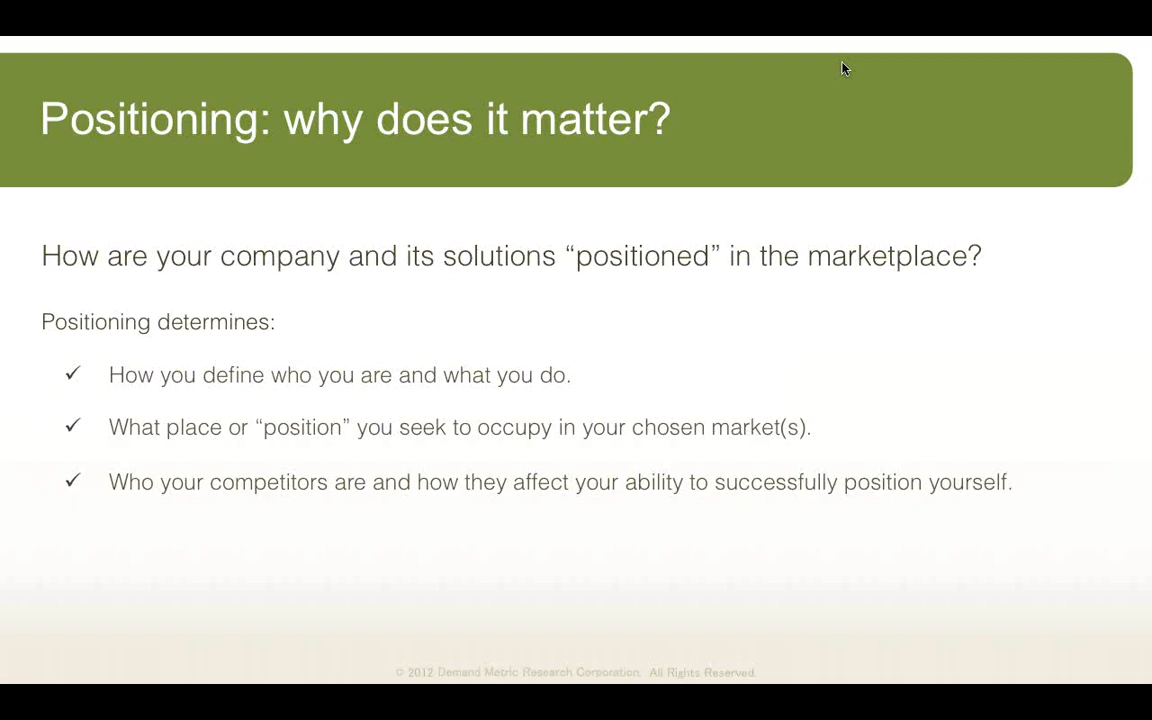 Positioning: why does it matter?
How are your company and its solutions “positioned” in the marketplace?
Positioning determines:
✓ How you define who you are and what you do.
✓ What place or “position” you seek to occupy in your chosen market(s).
✓ Who your competitors are and how they affect your ability to successfully position yourself.
© 2012 Demand Metric Research Corporation. All Rights Reserved.